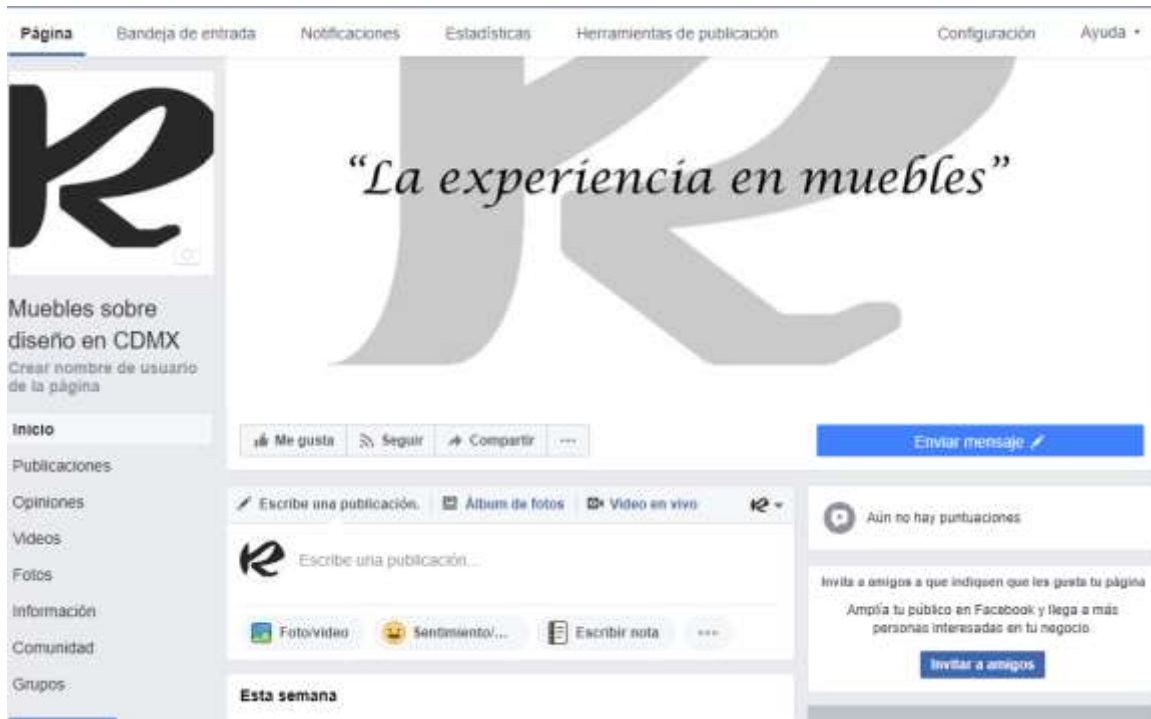 Página Bandeja de entrada Notificaciones Estadísticas Herramientas de publicación Configuración Ayuda
“La experiencia en muebles”
Muebles sobre
diseño en CDMX
Crear nombre de usuario
de la página
Inicio
Publicaciones
Opiniones
Videos
Fotos
Información
Comunidad
Grupos
Me gusta Seguir Compartir ...
Enviar mensaje
Escribe una publicación. Álbum de fotos Video en vivo
Escribe una publicación...
Foto/video Sentimiento/... Escribir nota ...
Esta semana
Aún no hay puntuaciones
Invita a amigos a que indiquen que les gusta tu página
Amplía tu público en Facebook y llega a más
personas interesadas en tu negocio
Invitar a amigos